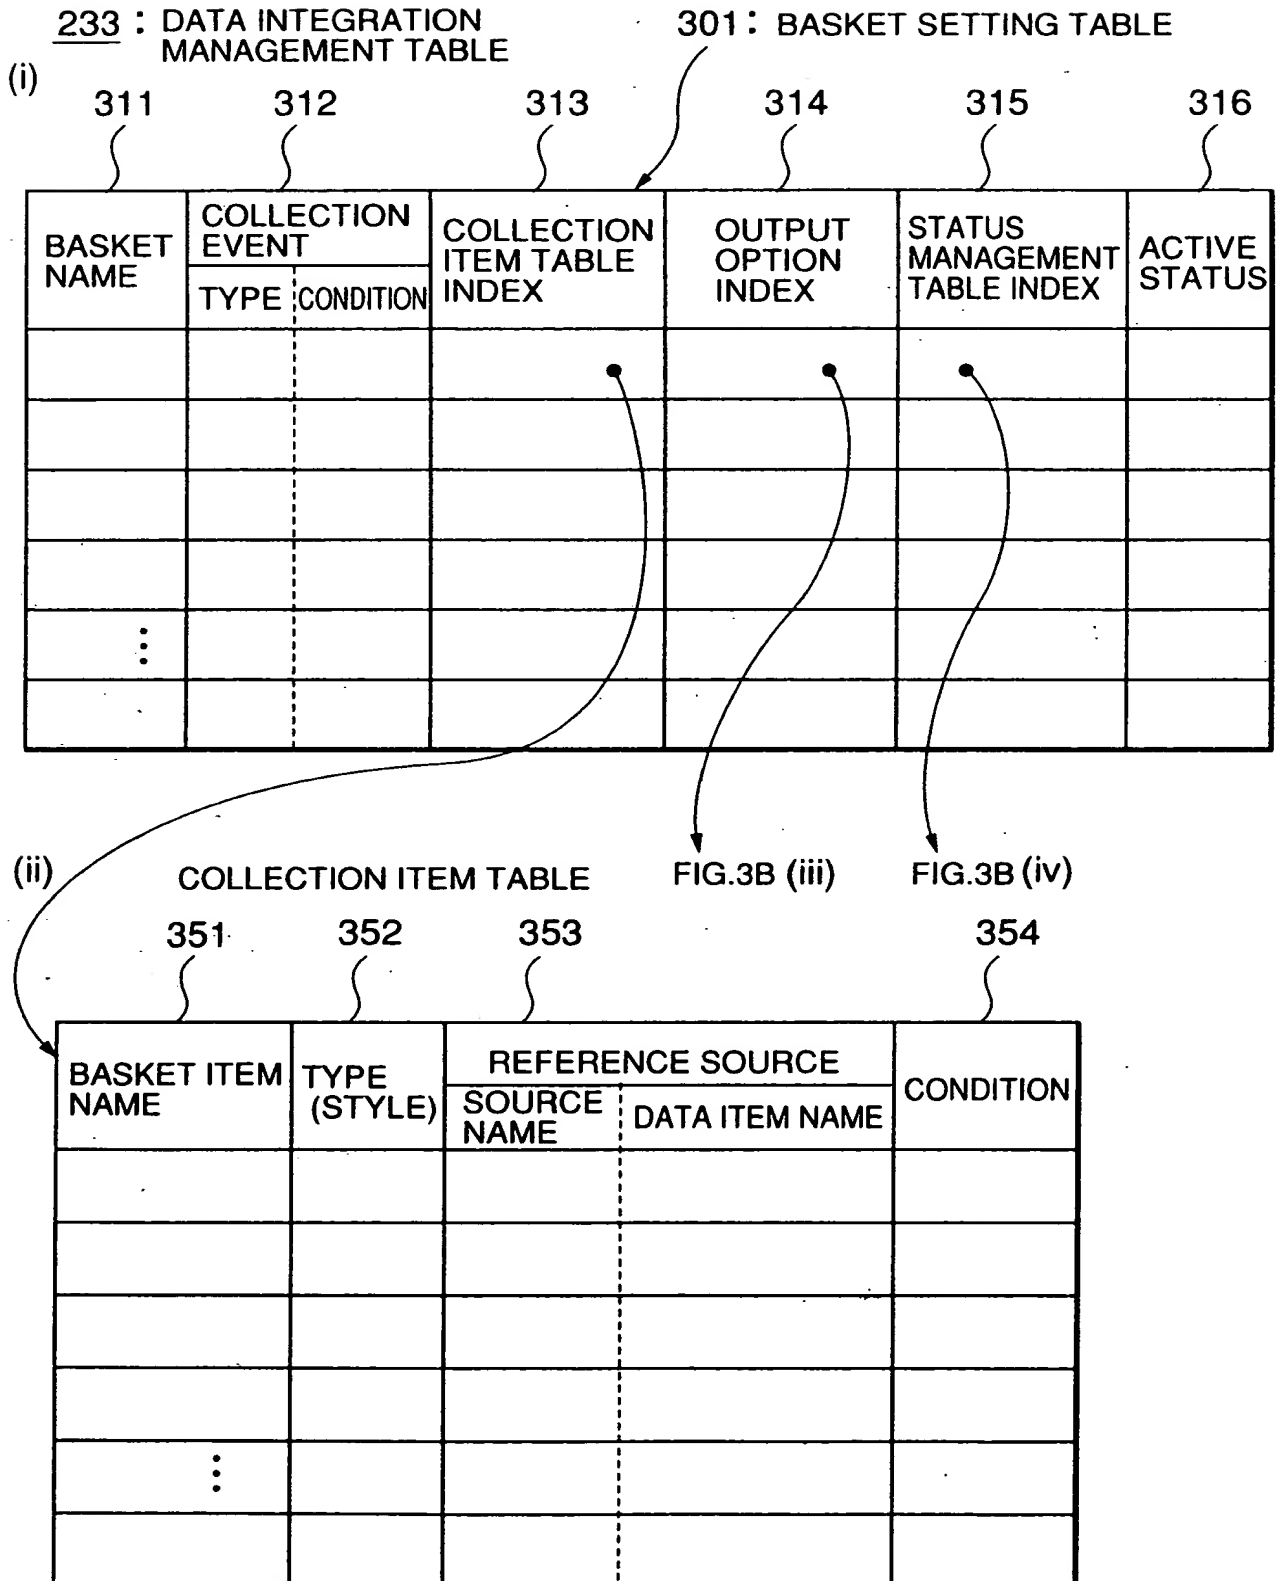 233 : DATA INTEGRATION
MANAGEMENT TABLE
301 : BASKET SETTING TABLE
(i)
311 312 313 314 315 316
BASKET
NAME
COLLECTION
EVENT
TYPE CONDITION
COLLECTION
ITEM TABLE
INDEX
OUTPUT
OPTION
INDEX
STATUS
MANAGEMENT
TABLE INDEX
ACTIVE
STATUS
FIG.3B (iii)
FIG.3B (iv)
(ii)
COLLECTION ITEM TABLE
351 352 353 354
BASKET ITEM
NAME
TYPE
(STYLE)
REFERENCE SOURCE
SOURCE
NAME
DATA ITEM NAME
CONDITION